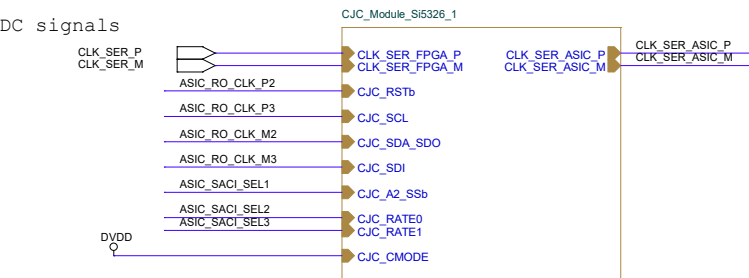 CJC_Module_Si5326_1
DC signals
CLK_SER_P
CLK_SER_M
CLK_SER_FPGA_P
CLK_SER_FPGA_M
CLK_SER_ASIC_P
CLK_SER_ASIC_M
CLK_SER_ASIC_P
CLK_SER_ASIC_M
ASIC_RO_CLK_P2
CJC_RSTb
ASIC_RO_CLK_P3
CJC_SCL
ASIC_RO_CLK_M2
CJC_SDA_SDO
ASIC_RO_CLK_M3
CJC_SDI
ASIC_SACI_SEL1
CJC_A2_SSb
ASIC_SACI_SEL2
CJC_RATE0
ASIC_SACI_SEL3
CJC_RATE1
DVDD
CJC_CMODE